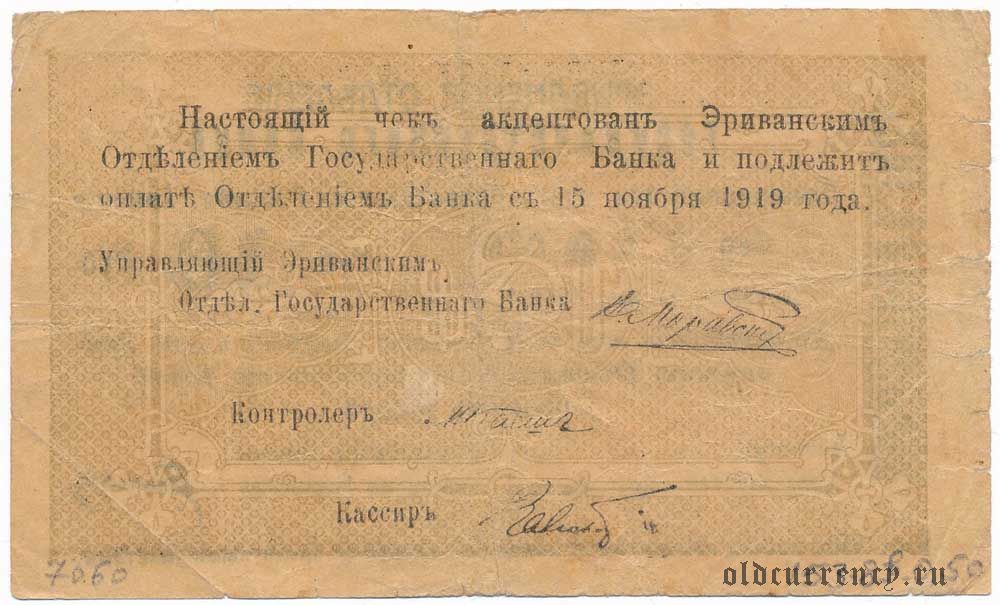 Настоящій чекъ акцептованъ Эриванскимъ
Отдѣленіемъ Государственнаго Банка и подлежитъ
оплатѣ Отдѣленіемъ Банка съ 15 ноября 1919 года.
Управляющій Эриванскимъ
Отдѣл. Государственнаго Банка
Контролеръ
Кассиръ
7060
oldcurrency.ru